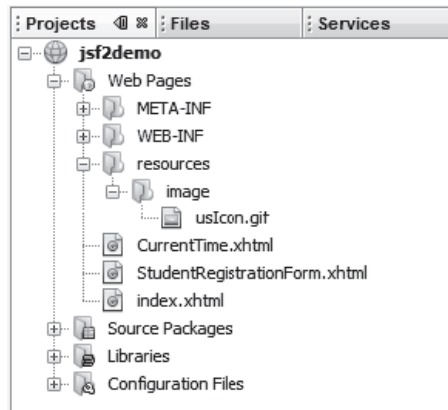 Projects Files Services
jsf2demo
Web Pages
META-INF
WEB-INF
resources
image
usIcon.gif
CurrentTime.xhtml
StudentRegistrationForm.xhtml
index.xhtml
Source Packages
Libraries
Configuration Files